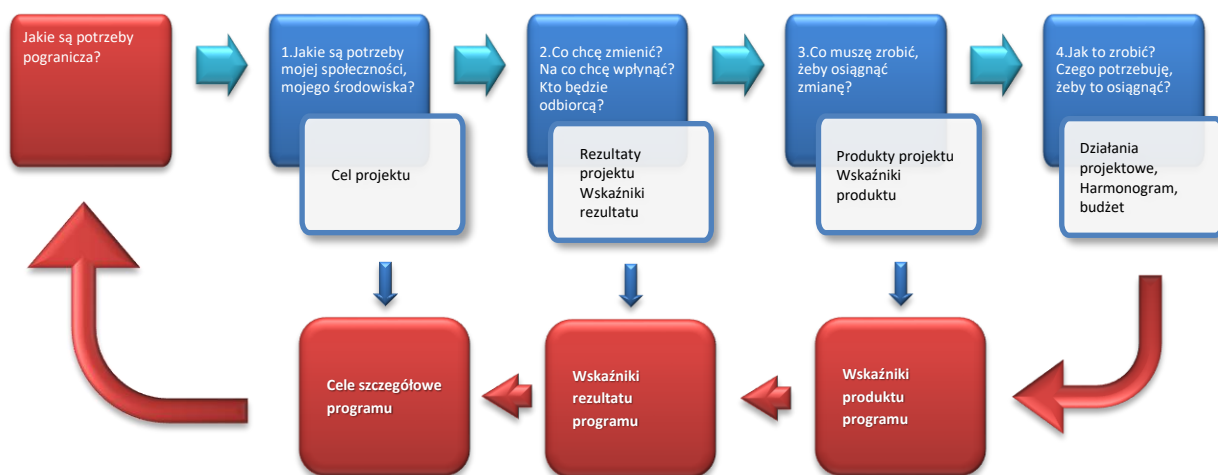 Jakie są potrzeby
pogranicza?
1.Jakie są potrzeby
mojej społeczności,
mojego środowiska?
Cel projektu
2.Co chcę zmienić?
Na co chcę wpłynąć?
Kto będzie
odbiorcą?
Rezultaty
projektu
Wskaźniki
rezultatu
3.Co muszę zrobić,
żeby osiągnąć
zmianę?
Produkty projektu
Wskaźniki
produktu
4.Jak to zrobić?
Czego potrzebuję,
żeby to osiągnąć?
Działania
projektowe,
Harmonogram,
budżet
Cele szczegółowe
programu
Wskaźniki
rezultatu
programu
Wskaźniki
produktu
programu